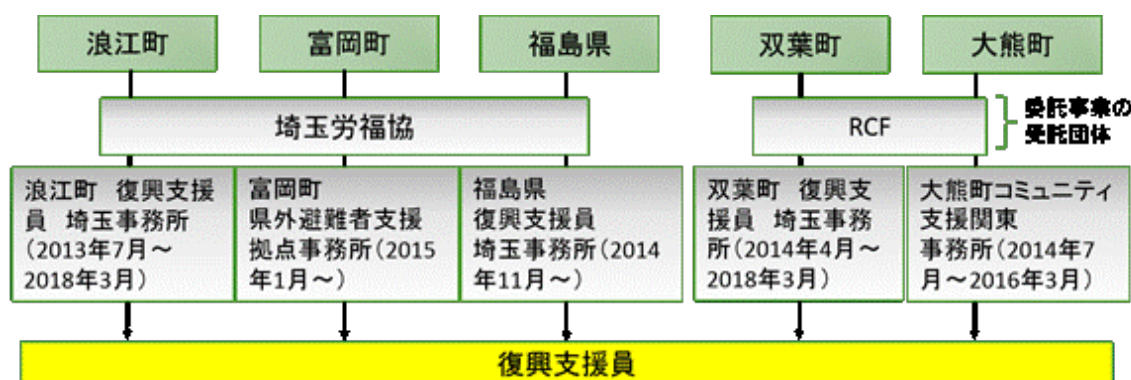 浪江町
富岡町
福島県
双葉町
大熊町
埼玉労福協
RCF
委託事業の
受託団体
浪江町 復興支援
員 埼玉事務所
(2013年7月～
2018年3月)
富岡町
県外避難者支援
拠点事務所(2015
年1月～)
福島県
復興支援員
埼玉事務所(2014
年11月～)
双葉町 復興支
援員 埼玉事務
所(2014年4月～
2018年3月)
大熊町コミュニティ
支援関東
事務所(2014年7
月～2016年3月)
復興支援員